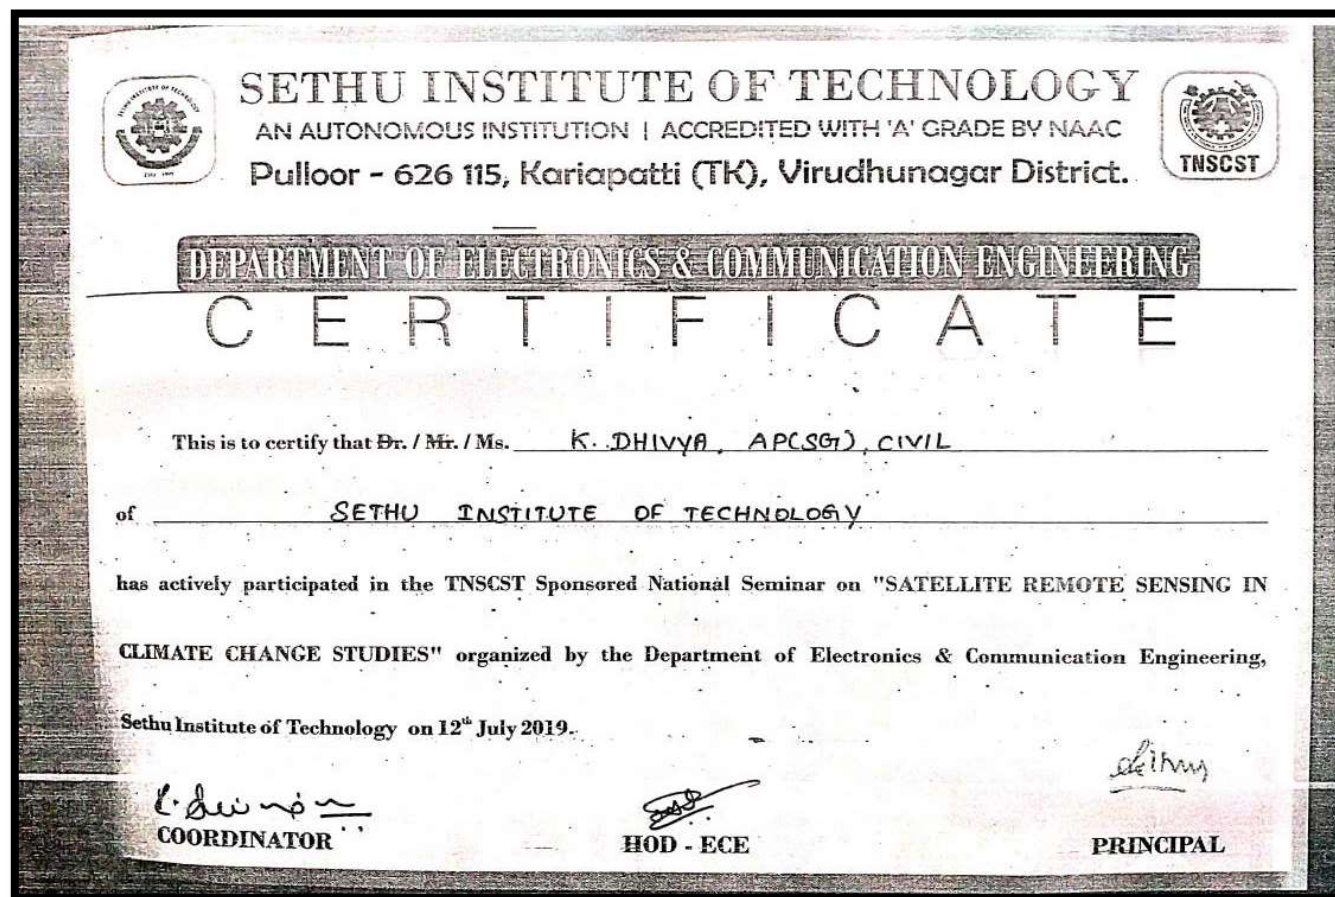 SETHU INSTITUTE OF TECHNOLOGY
AN AUTONOMOUS INSTITUTION | ACCREDITED WITH 'A' GRADE BY NAAC
Pulloor - 626 115, Kariapatti (TK), Virudhunagar District.
TNSCST
DEPARTMENT OF ELECTRONICS & COMMUNICATION ENGINEERING
CERTIFICATE
This is to certify that Dr. / Mr. / Ms. K. DHIVYA, AP(SG), CIVIL
of SETHU INSTITUTE OF TECHNOLOGY
has actively participated in the TNSCST Sponsored National Seminar on "SATELLITE REMOTE SENSING IN
CLIMATE CHANGE STUDIES" organized by the Department of Electronics & Communication Engineering,
Sethu Institute of Technology on 12th July 2019.
COORDINATOR
HOD - ECE
PRINCIPAL